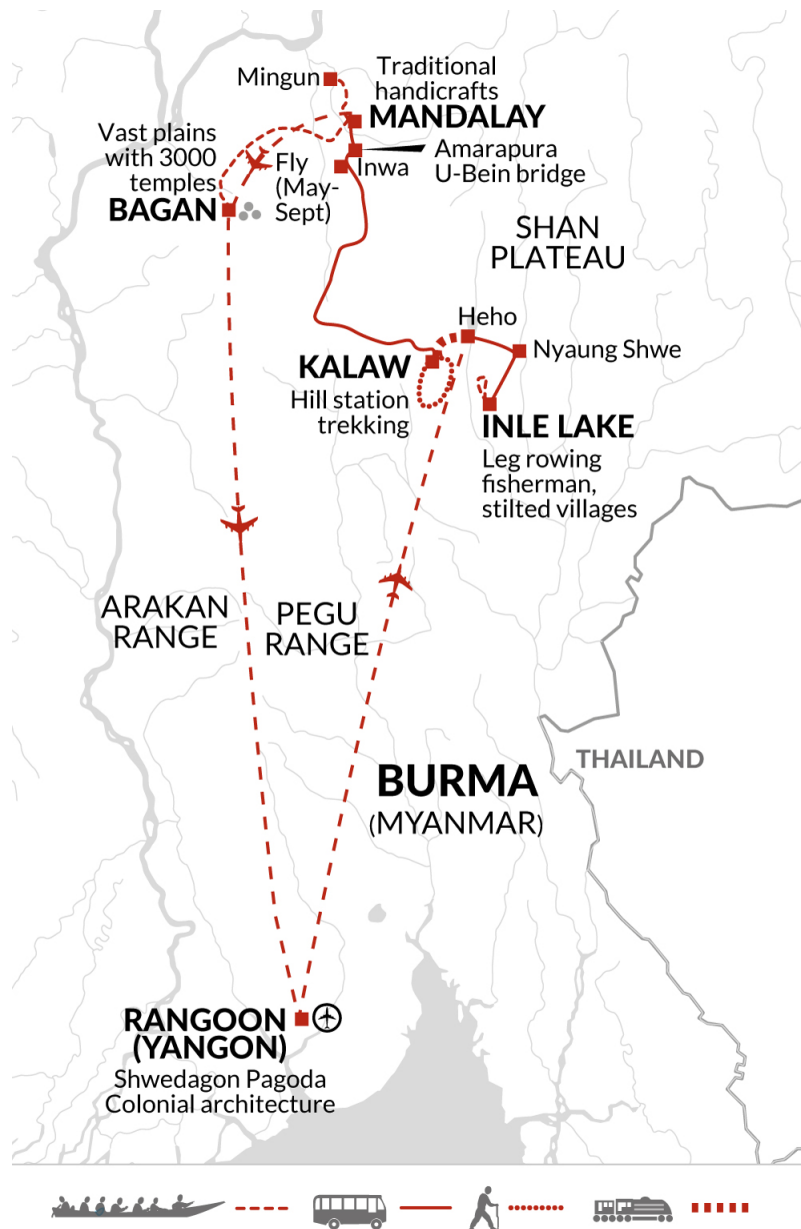 Mingun
Traditional
handicrafts
MANDALAY
Vast plains
with 3000
temples
BAGAN
Fly
(May-
Sept)
Inwa
Amarapura
U-Bein bridge
SHAN
PLATEAU
Heho
Nyaung Shwe
KALAW
Hill station
trekking
INLE LAKE
Leg rowing
fisherman,
stilted villages
ARAKAN
RANGE
PEGU
RANGE
THAILAND
BURMA
(MYANMAR)
RANGOON
(YANGON)
Shwedagon Pagoda
Colonial architecture